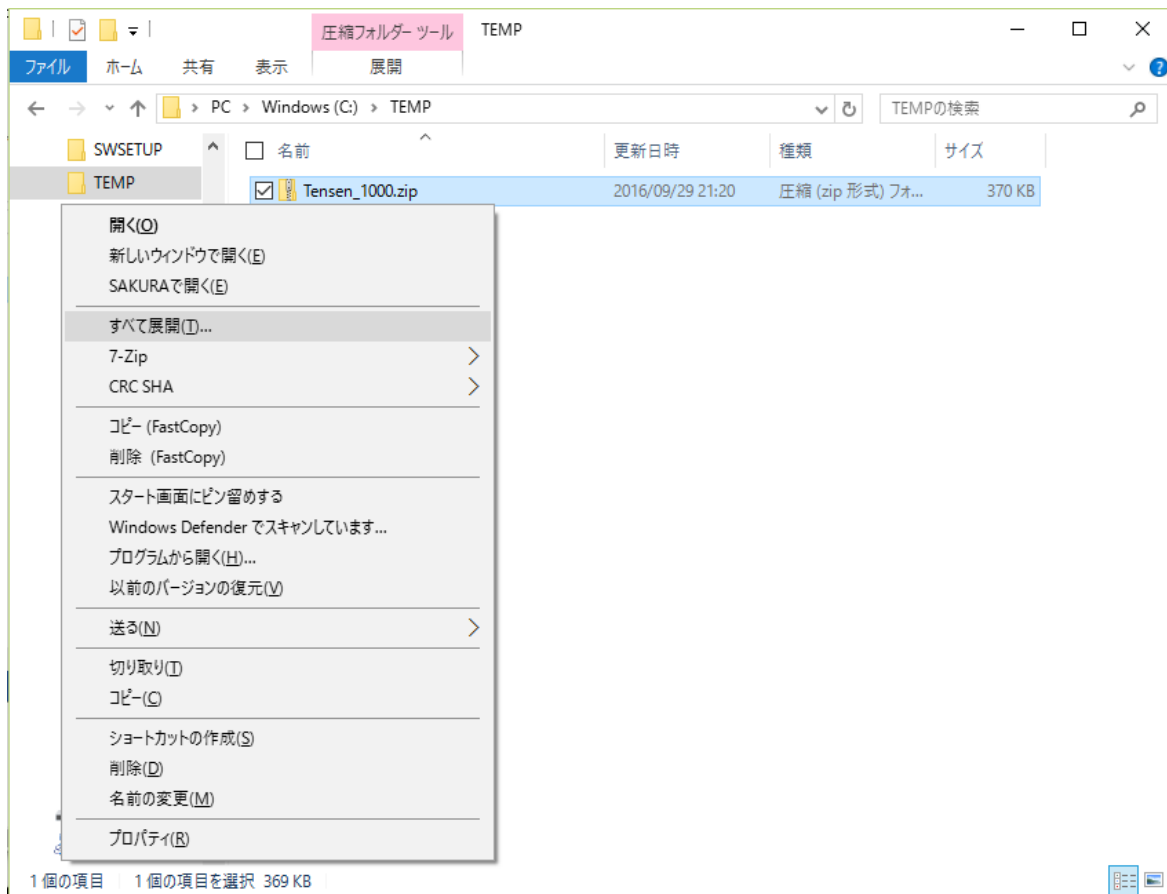 圧縮フォルダー ツール TEMP
ファイル ホーム 共有 表示 展開
PC Windows (C:) TEMP TEMPの検索
SWSETUP 名前 更新日時 種類 サイズ
TEMP Tensen_1000.zip 2016/09/29 21:20 圧縮 (zip 形式) フォ... 370 KB
開く(O)
新しいウィンドウで開く(E)
SAKURAで開く(E)
すべて展開(T)...
7-Zip
CRC SHA
コピー (FastCopy)
削除 (FastCopy)
スタート画面にピン留めする
Windows Defender でスキャンしています...
プログラムから開く(H)...
以前のバージョンの復元(V)
送る(N)
切り取り(T)
コピー(C)
ショートカットの作成(S)
削除(D)
名前の変更(M)
プロパティ(R)
1 個の項目 1 個の項目を選択 369 KB